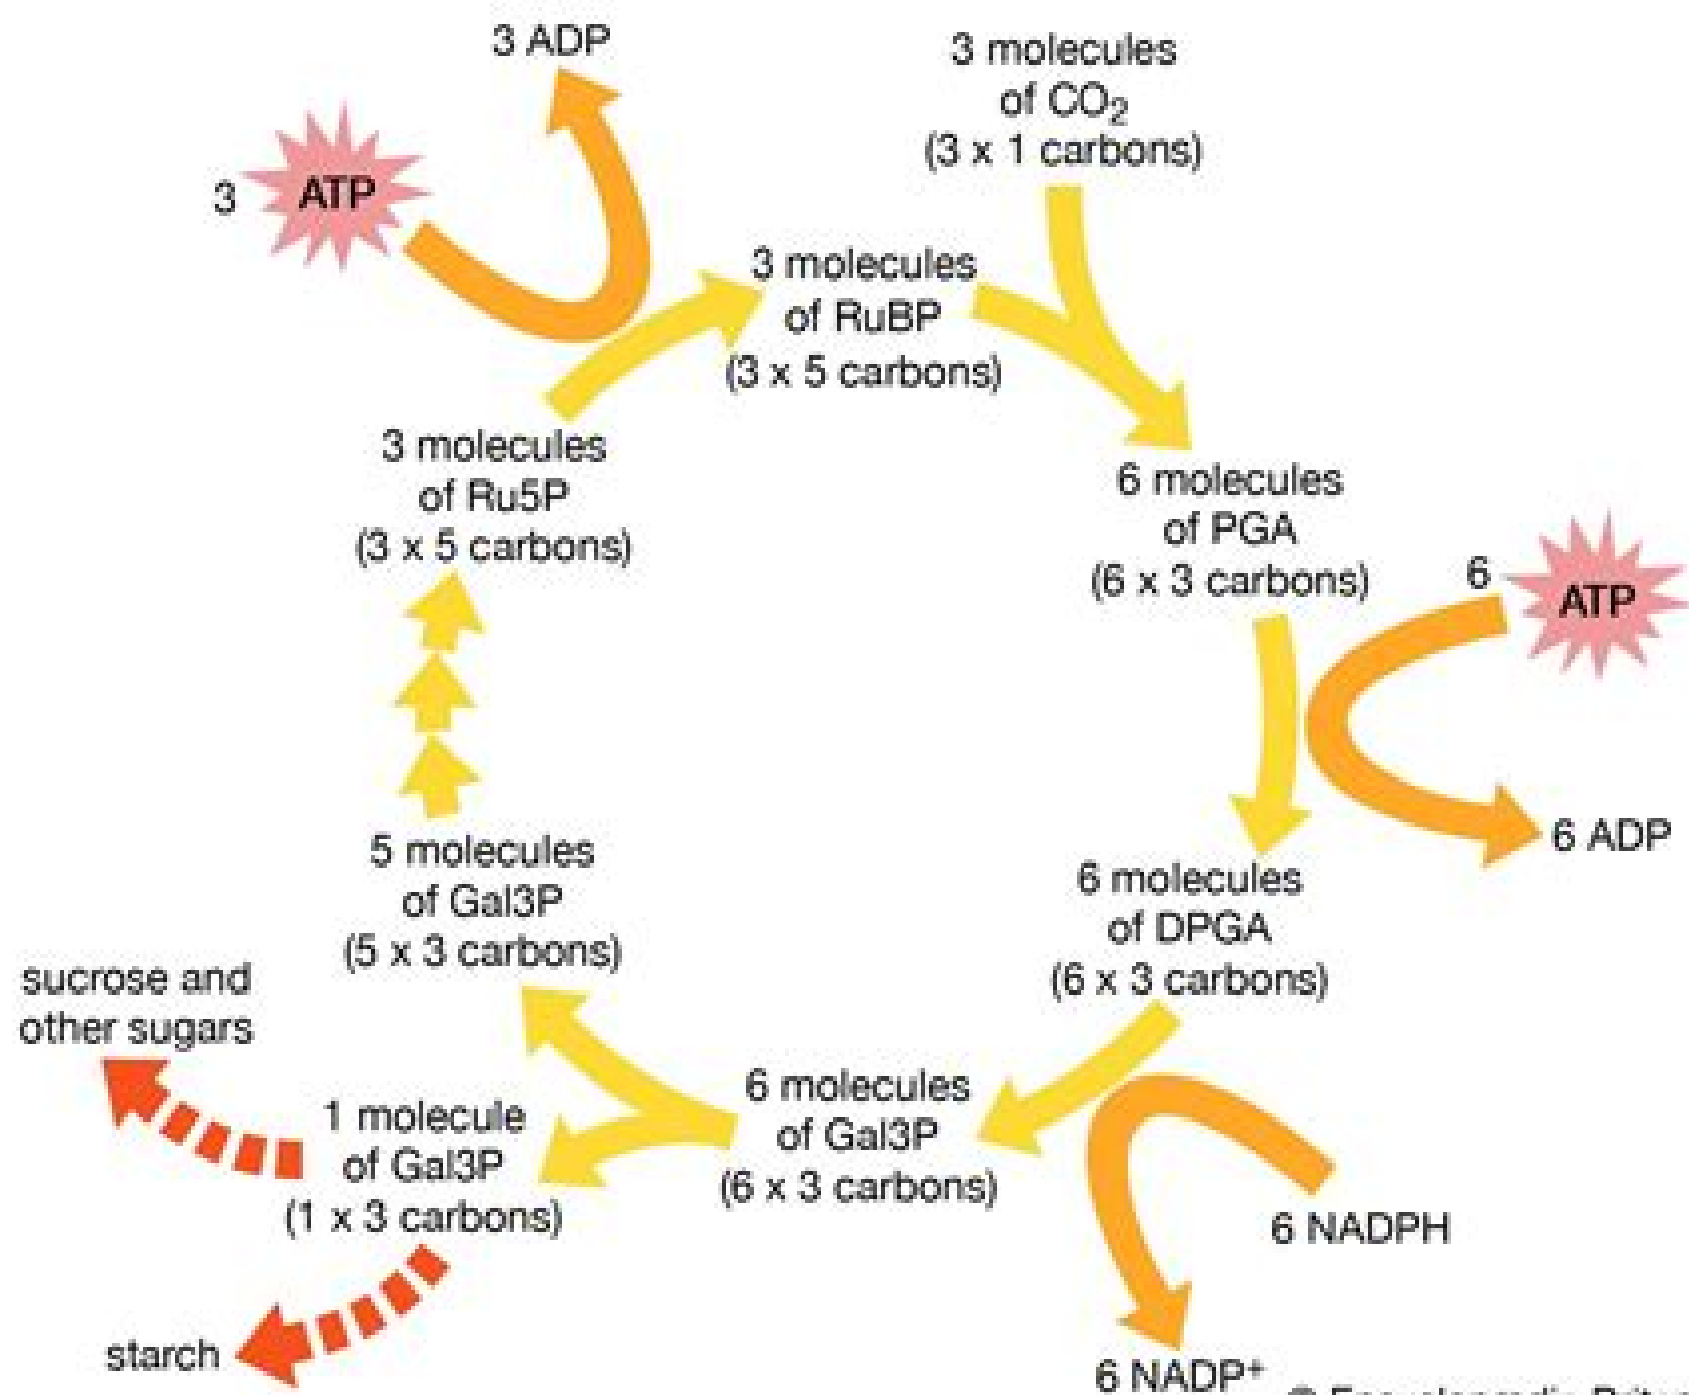 3 ADP
3 molecules
of CO₂
(3 x 1 carbons)
3
ATP
3 molecules
of RuBP
(3 x 5 carbons)
3 molecules
of Ru5P
(3 x 5 carbons)
6 molecules
of PGA
(6 x 3 carbons)
6
ATP
6 ADP
5 molecules
of Gal3P
(5 x 3 carbons)
6 molecules
of DPGA
(6 x 3 carbons)
sucrose and
other sugars
1 molecule
of Gal3P
(1 x 3 carbons)
6 molecules
of Gal3P
(6 x 3 carbons)
6 NADPH
starch
6 NADP⁺